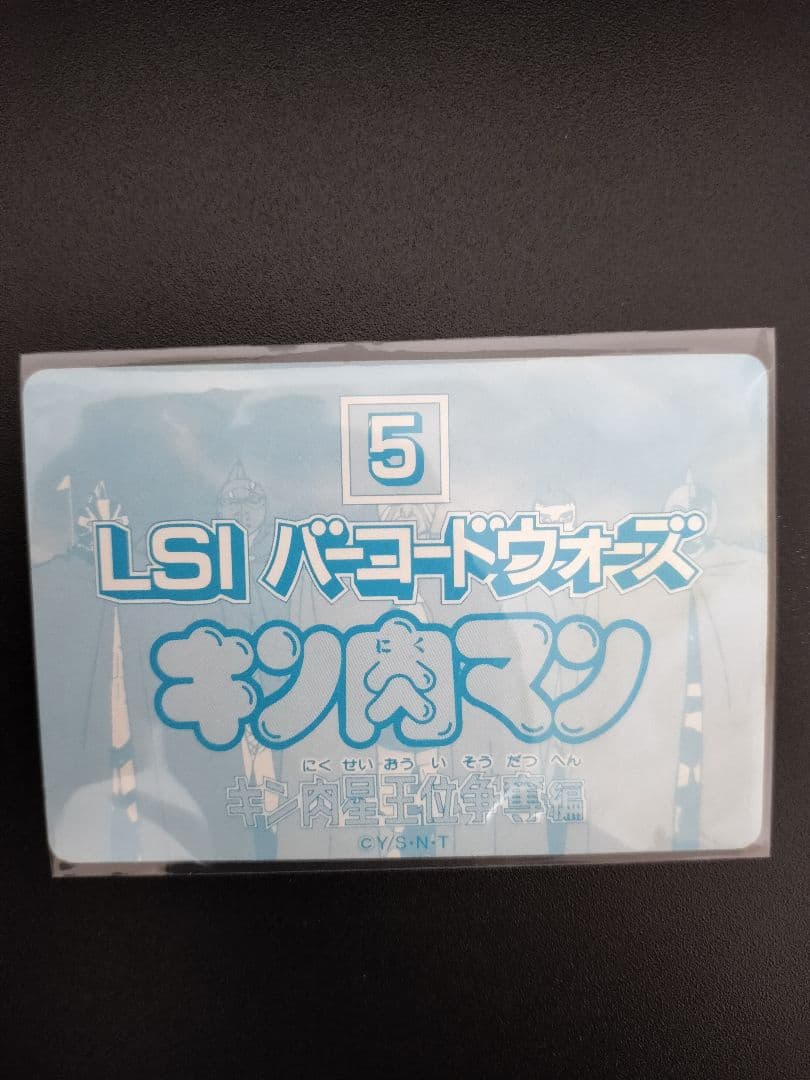 5
LSI バーコードウォーズ
にく
キン肉マン
にくせいおういそうだつへん
キン肉星王位争奪編
©Y/S・N・T